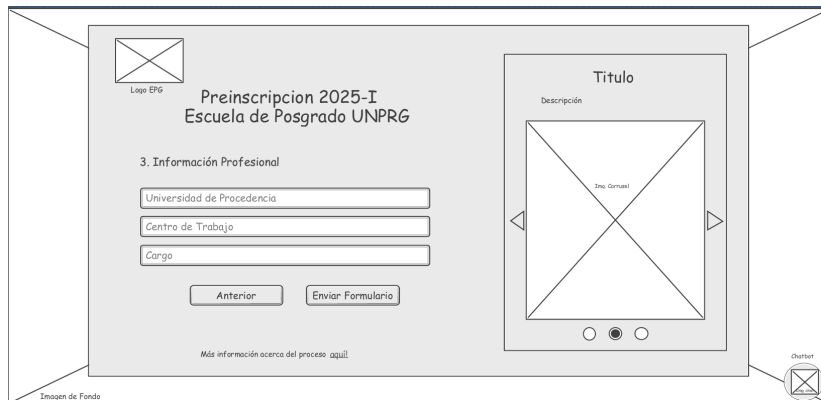 Logo EPG
Preinscripcion 2025-I
Escuela de Posgrado UNPRG
3. Información Profesional
Universidad de Procedencia
Centro de Trabajo
Cargo
Anterior
Enviar Formulario
Más información acerca del proceso aquí!
Titulo
Descripción
Img. Carrusel
Chatbot
Imagen de Fondo